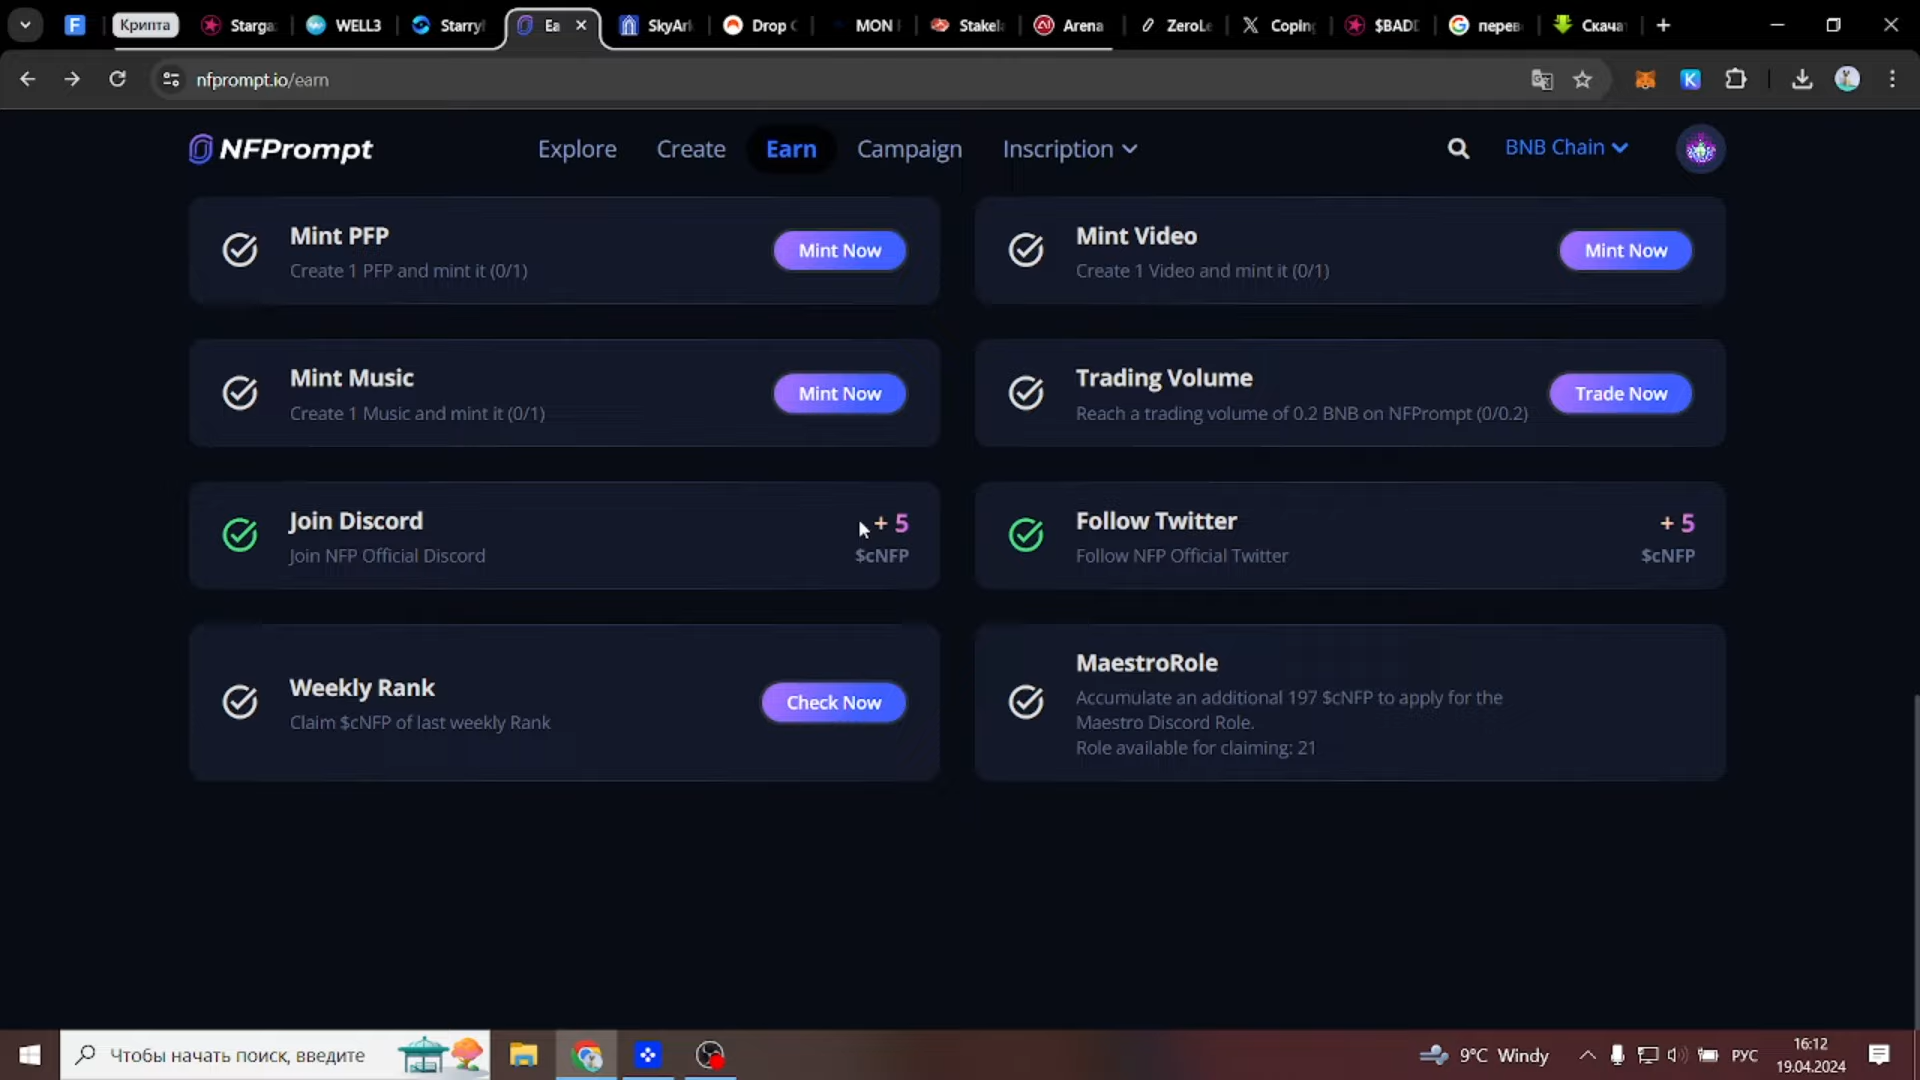 Крипта
Starga
WELL3
Starry
Ea
SkyAr
Drop
MON
Stakela
Arena
ZeroLe
Coping
$BADD
перев
Скача
nfprompt.io/earn
NFPrompt
Explore
Create
Earn
Campaign
Inscription
BNB Chain
Mint PFP
Create 1 PFP and mint it (0/1)
Mint Now
Mint Video
Create 1 Video and mint it (0/1)
Mint Now
Mint Music
Create 1 Music and mint it (0/1)
Mint Now
Trading Volume
Reach a trading volume of 0.2 BNB on NFPrompt (0/0.2)
Trade Now
Join Discord
Join NFP Official Discord
+ 5
$cNFP
Follow Twitter
Follow NFP Official Twitter
+ 5
$cNFP
Weekly Rank
Claim $cNFP of last weekly Rank
Check Now
MaestroRole
Accumulate an additional 197 $cNFP to apply for the
Maestro Discord Role.
Role available for claiming: 21
Чтобы начать поиск, введите
9°C Windy
РУС
16:12
19.04.2024